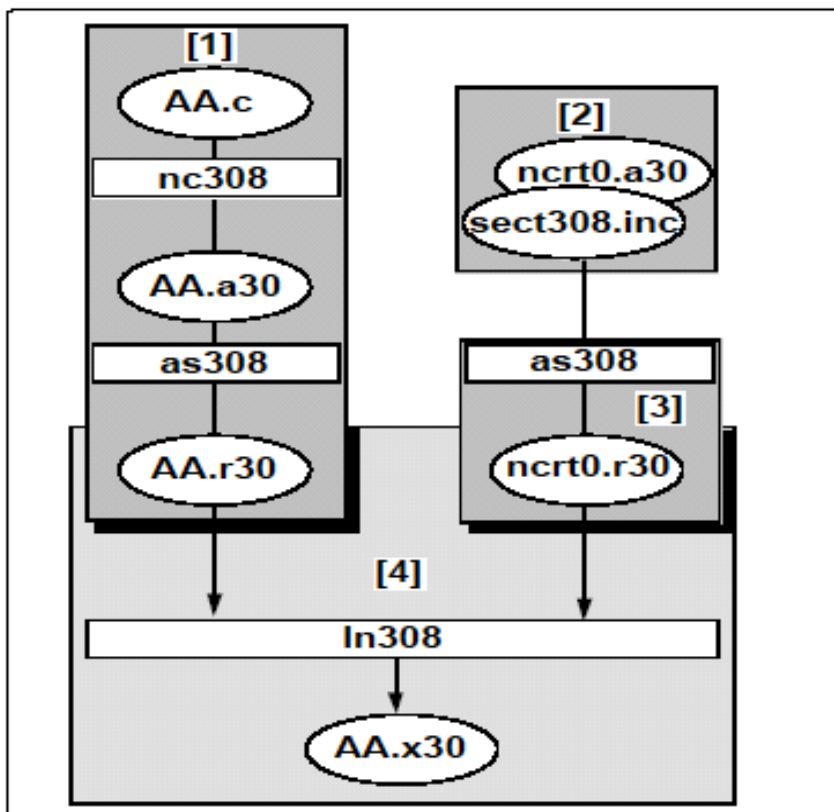 [1]
AA.c
nc308
AA.a30
as308
AA.r30
[2]
ncrt0.a30
sect308.inc
as308
[3]
ncrt0.r30
[4]
ln308
AA.x30